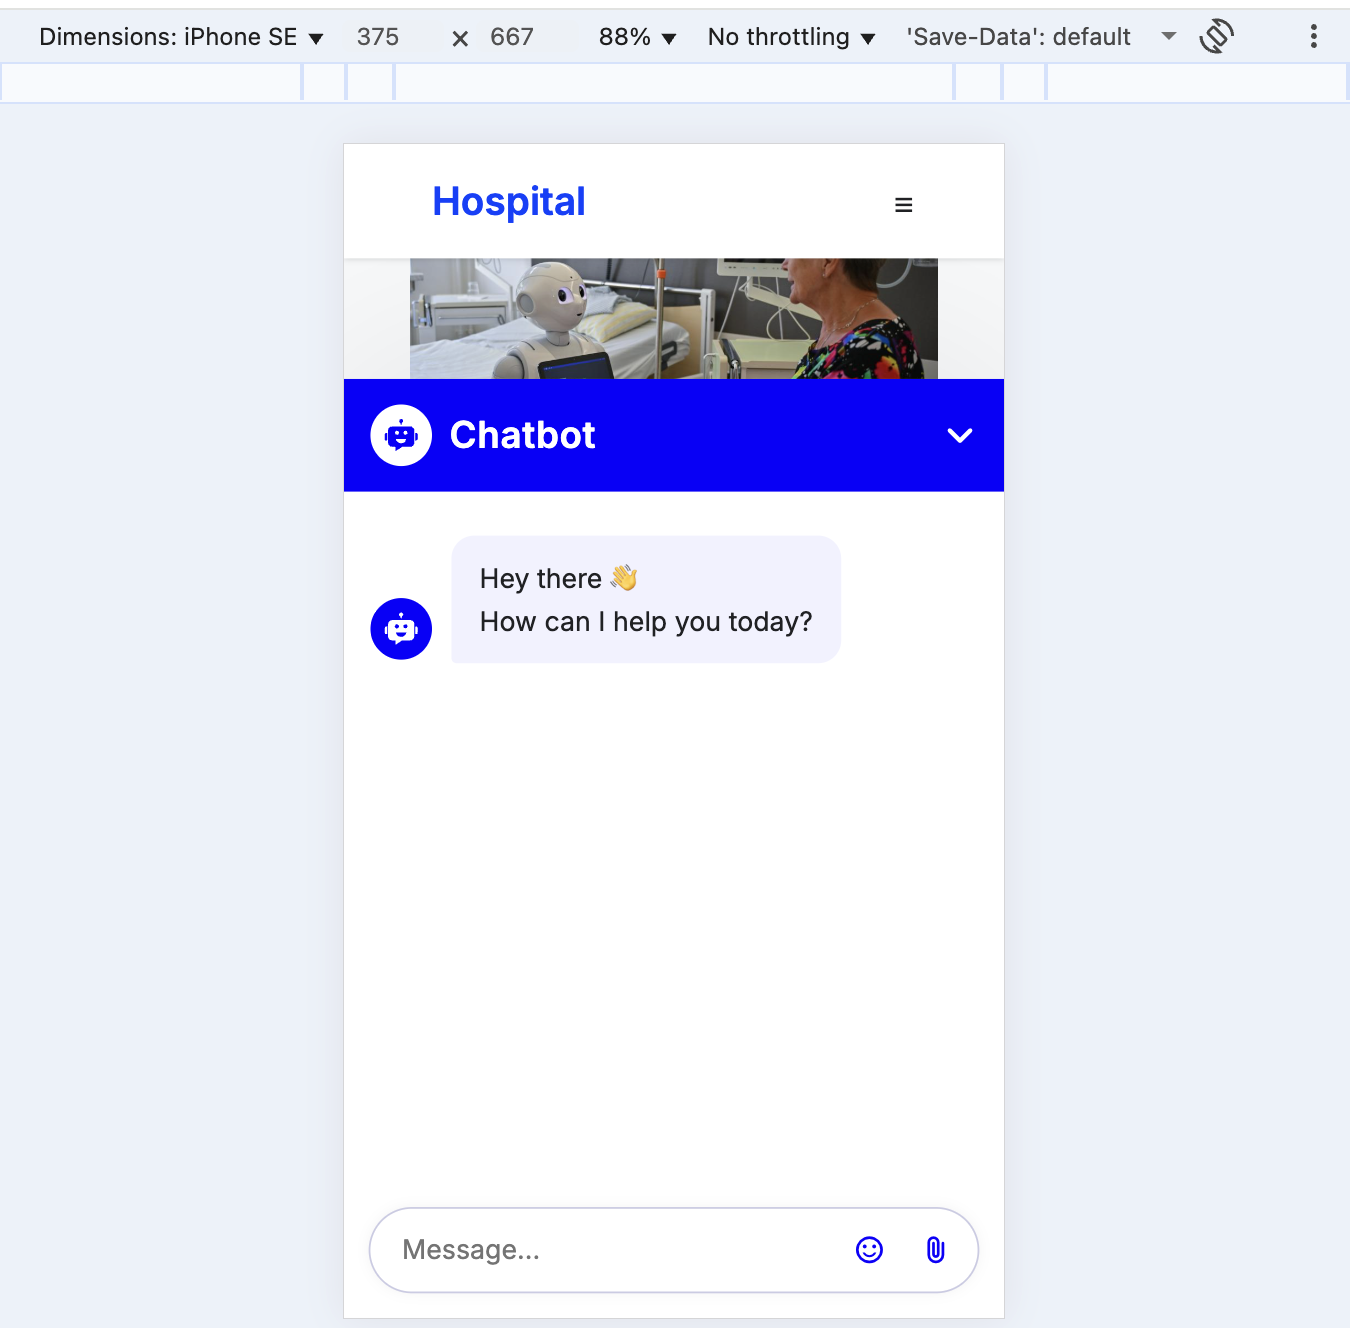 Dimensions: iPhone SE ▼ 375 × 667 88% ▼ No throttling ▼ 'Save-Data': default
Hospital
Chatbot
Hey there 👋
How can I help you today?
Message...